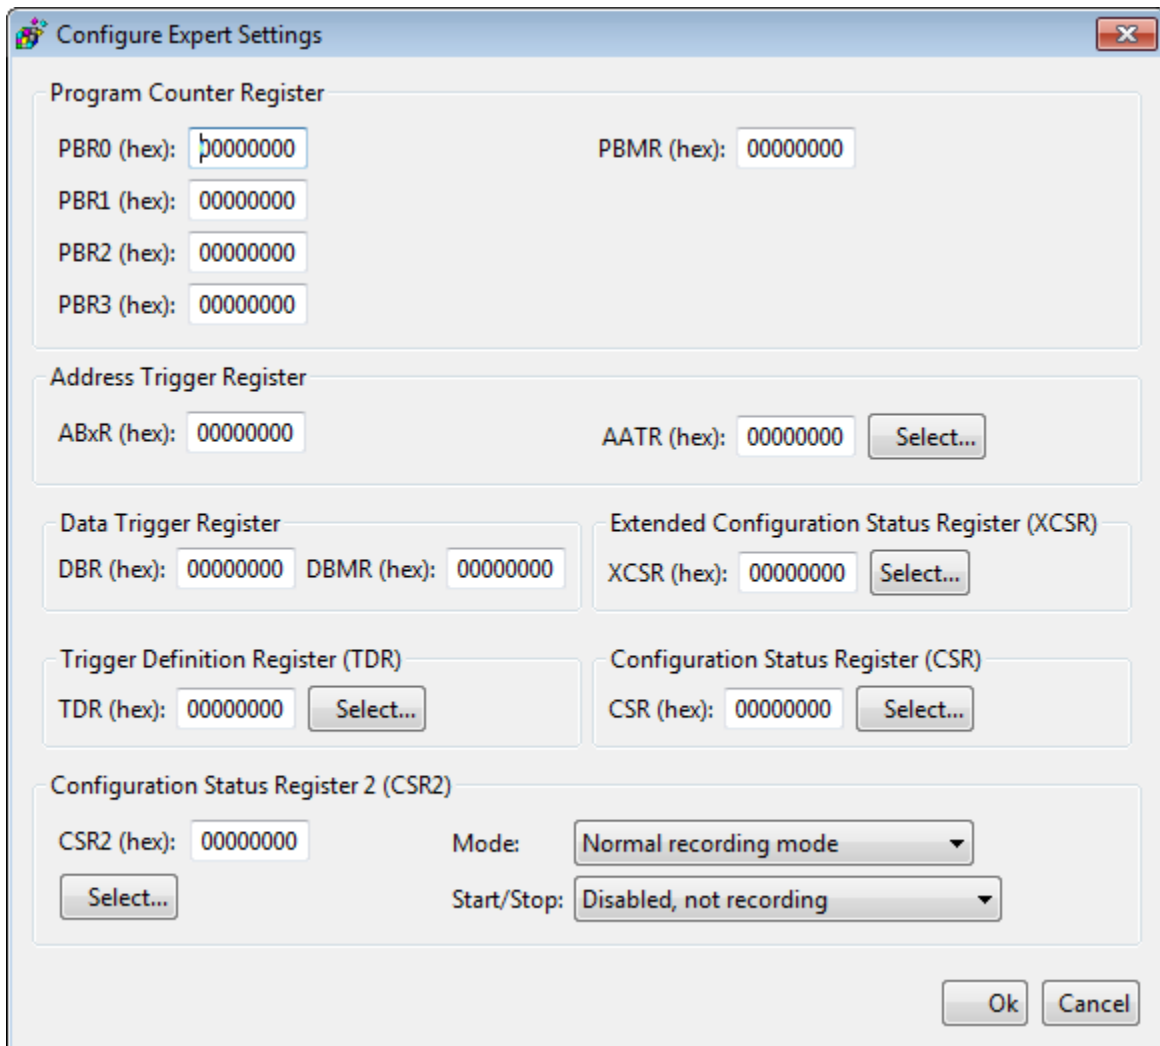 Configure Expert Settings
Program Counter Register
PBR0 (hex): 00000000 PBMR (hex): 00000000
PBR1 (hex): 00000000
PBR2 (hex): 00000000
PBR3 (hex): 00000000
Address Trigger Register
ABxR (hex): 00000000 AATR (hex): 00000000 Select...
Data Trigger Register Extended Configuration Status Register (XCSR)
DBR (hex): 00000000 DBMR (hex): 00000000 XCSR (hex): 00000000 Select...
Trigger Definition Register (TDR) Configuration Status Register (CSR)
TDR (hex): 00000000 Select... CSR (hex): 00000000 Select...
Configuration Status Register 2 (CSR2)
CSR2 (hex): 00000000 Mode: Normal recording mode
Select... Start/Stop: Disabled, not recording
Ok Cancel